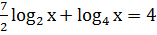 7/2 log₂ x + log₄ x = 4